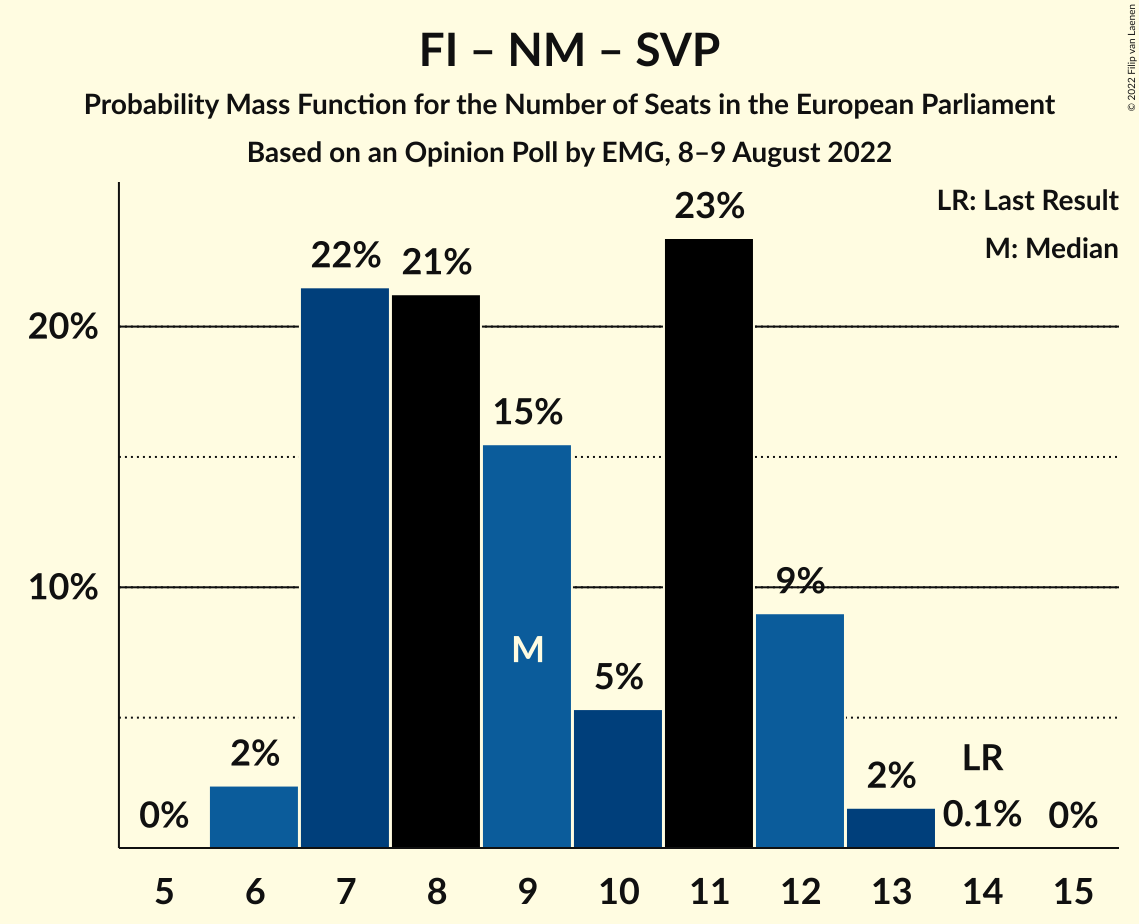 FI – NM – SVP
Probability Mass Function for the Number of Seats in the European Parliament
Based on an Opinion Poll by EMG, 8–9 August 2022
© 2022 Filip van Laenen
LR: Last Result
M: Median
20%
10%
0%
2%
22%
21%
15%
M
5%
23%
9%
2%
LR
0.1%
0%
5 6 7 8 9 10 11 12 13 14 15